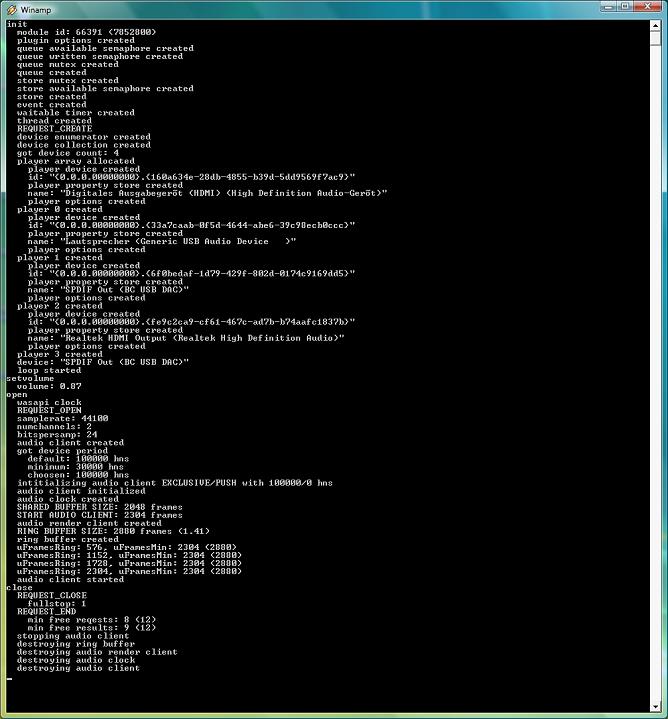 Winamp
init
module id: 66391 (7852800)
plugin options created
queue available semaphore created
queue written semaphore created
queue mutex created
queue created
store mutex created
store available semaphore created
store created
event created
waitable timer created
thread created
REQUEST_CREATE
device enumerator created
device collection created
got device count: 4
player array allocated
player device created
id: "{0.0.0.00000000}.{160a634e-28db-4855-b39d-5dd9569f7ac9}"
player property store created
name: "Digitales Ausgabegeröt (HDMI) (High Definition Audio-Geröt)"
player options created
player 0 created
player device created
id: "{0.0.0.00000000}.{33a7caab-0f5d-4644-abe6-39c98ecb0ccc}"
player property store created
name: "Lautsprecher (Generic USB Audio Device   )"
player options created
player 1 created
player device created
id: "{0.0.0.00000000}.{6f0bedaf-1d79-429f-802d-0174c9169dd5}"
player property store created
name: "SPDIF Out (BC USB DAC)"
player options created
player 2 created
player device created
id: "{0.0.0.00000000}.{fe9c2ca9-cf61-467c-ad7b-b74aafc1837b}"
player property store created
name: "Realtek HDMI Output (Realtek High Definition Audio)"
player options created
player 3 created
device: "SPDIF Out (BC USB DAC)"
loop started
setvolume
volume: 0.87
open
wasapi clock
REQUEST_OPEN
samplerate: 44100
numchannels: 2
bitspersamp: 24
audio client created
got device period
default: 100000 hns
minimum: 30000 hns
choosen: 100000 hns
intitializing audio client EXCLUSIVE/PUSH with 100000/0 hns
audio client initialized
audio clock created
SHARED BUFFER SIZE: 2048 frames
START AUDIO CLIENT: 2304 frames
audio render client created
RING BUFFER SIZE: 2880 frames (1.41)
ring buffer created
uFramesRing: 576, uFramesMin: 2304 (2880)
uFramesRing: 1152, uFramesMin: 2304 (2880)
uFramesRing: 1728, uFramesMin: 2304 (2880)
uFramesRing: 2304, uFramesMin: 2304 (2880)
audio client started
close
REQUEST_CLOSE
fullstop: 1
REQUEST_END
min free reqests: 8 (12)
min free results: 9 (12)
stopping audio client
destroying ring buffer
destroying audio render client
destroying audio clock
destroying audio client